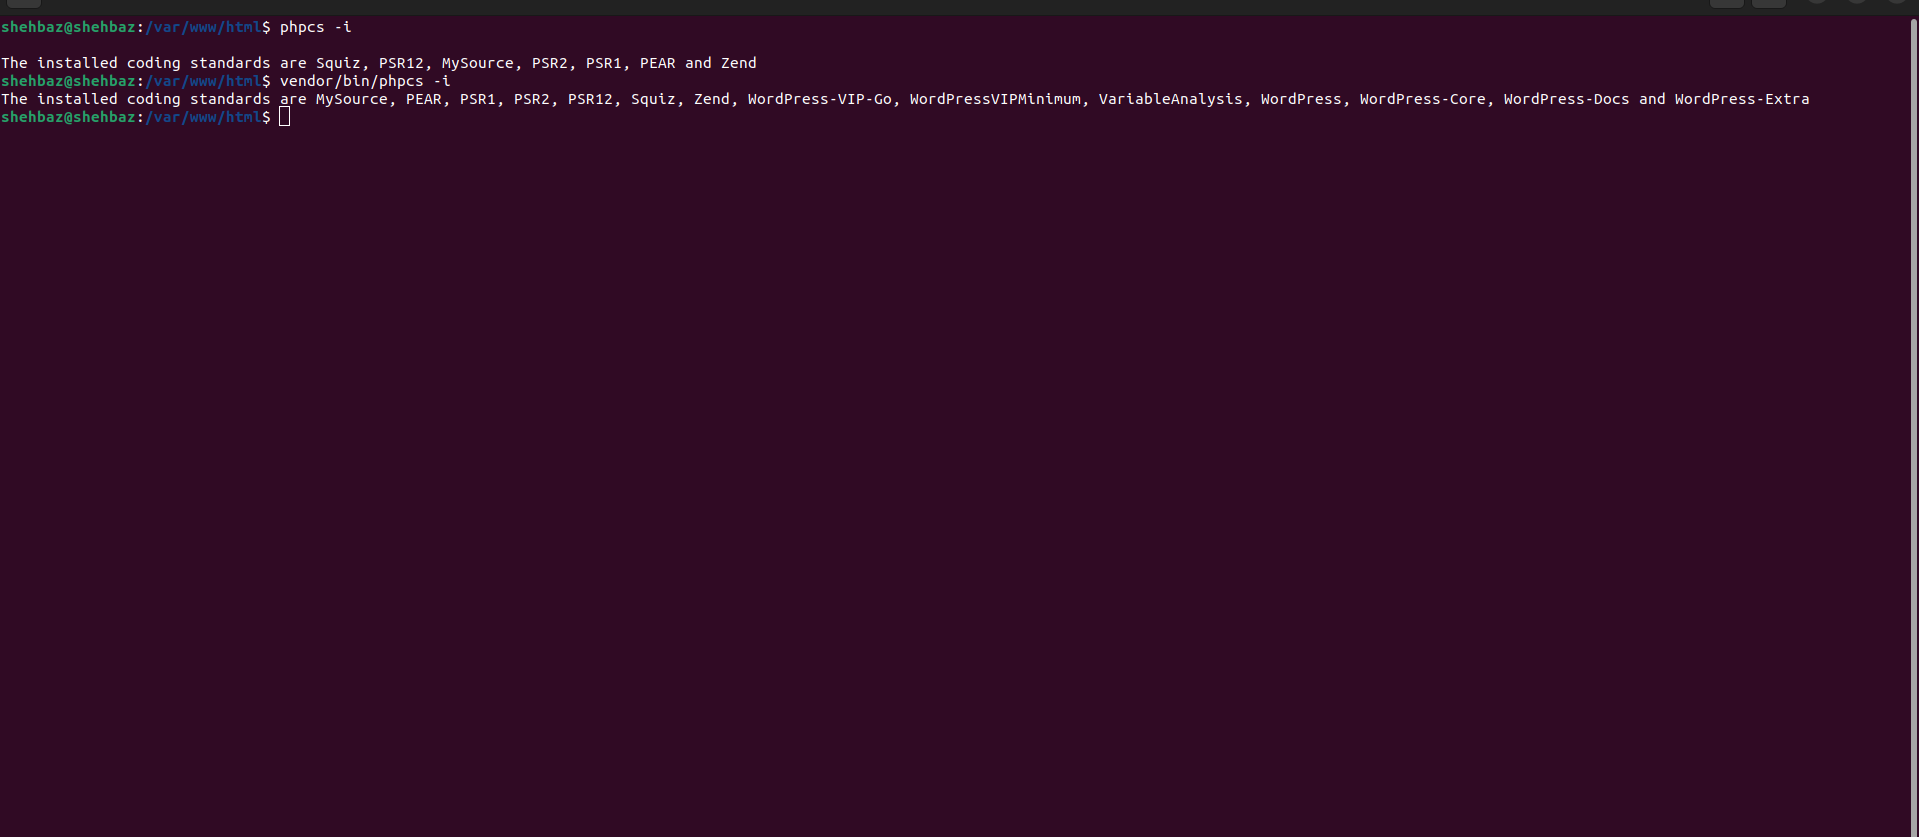 shehbaz@shehbaz:/var/www/html$ phpcs -i
The installed coding standards are Squiz, PSR12, MySource, PSR2, PSR1, PEAR and Zend
shehbaz@shehbaz:/var/www/html$ vendor/bin/phpcs -i
The installed coding standards are MySource, PEAR, PSR1, PSR2, PSR12, Squiz, Zend, WordPress-VIP-Go, WordPressVIPMinimum, VariableAnalysis, WordPress, WordPress-Core, WordPress-Docs and WordPress-Extra
shehbaz@shehbaz:/var/www/html$